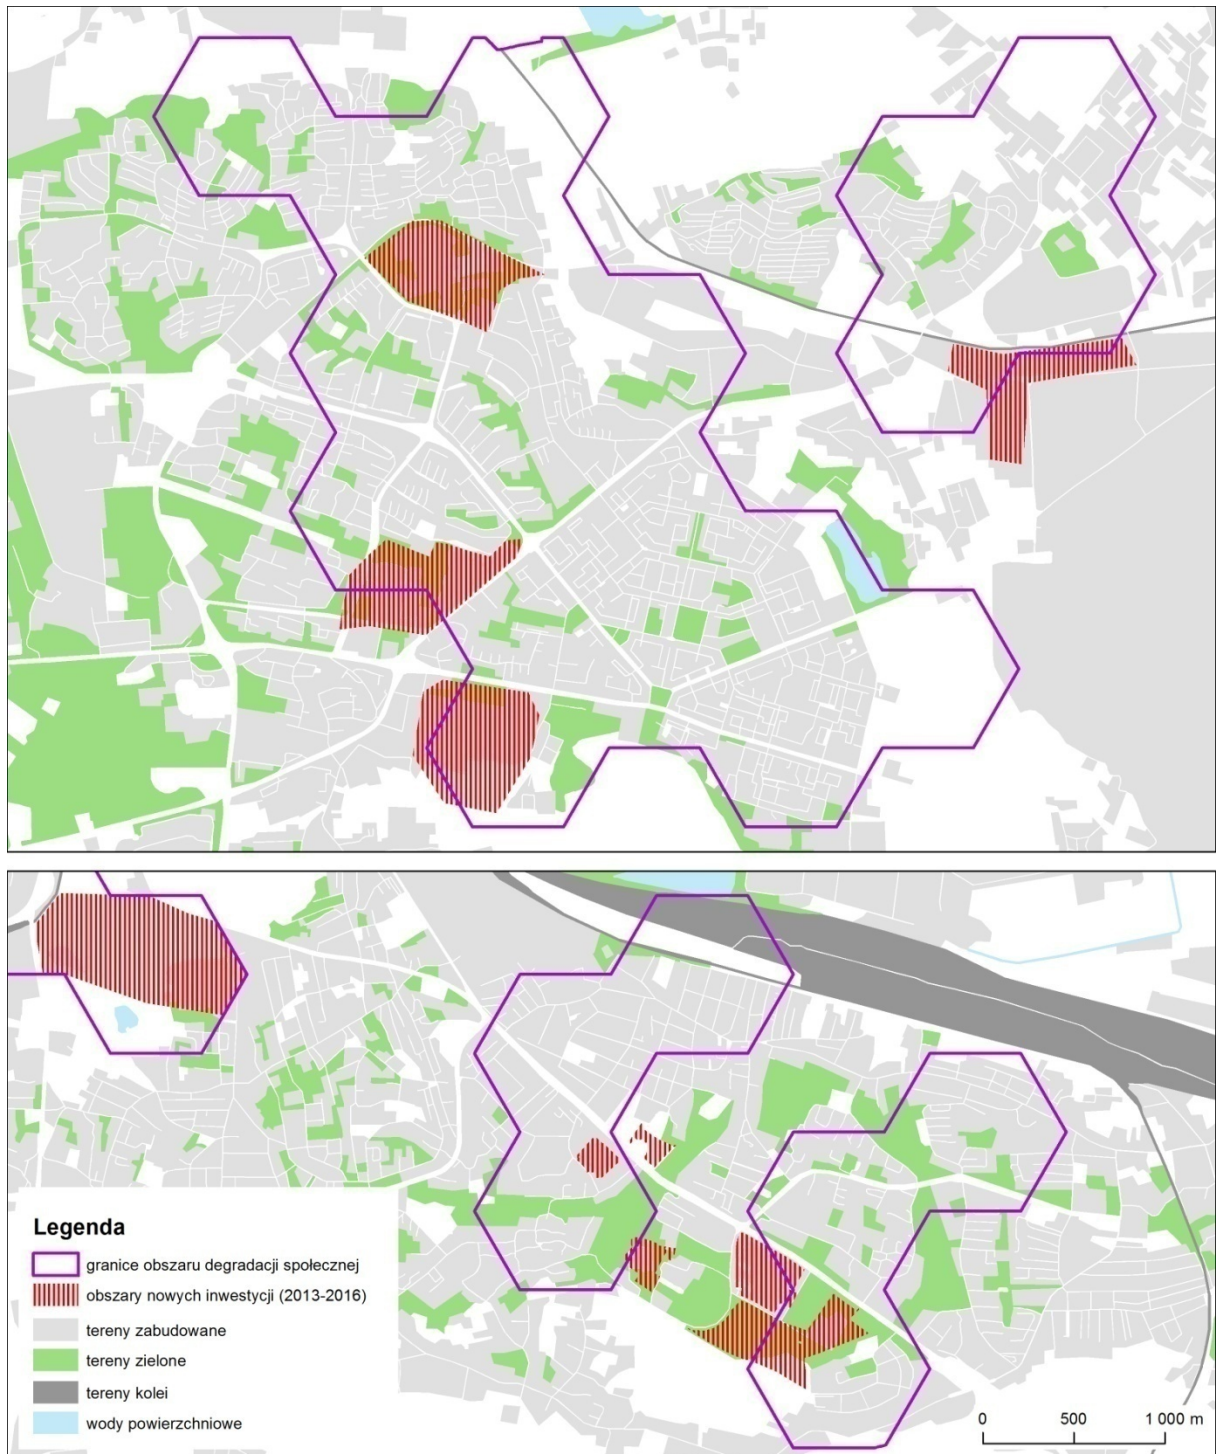 Legenda
granice obszaru degradacji społecznej
obszary nowych inwestycji (2013-2016)
tereny zabudowane
tereny zielone
tereny kolei
wody powierzchniowe
0 500 1 000 m